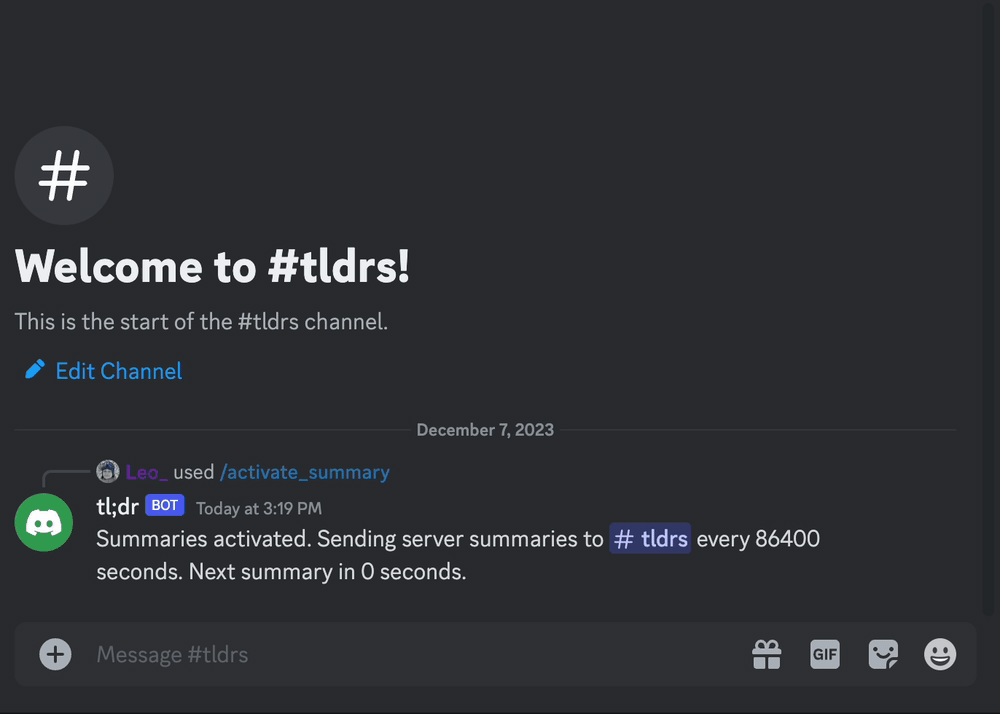 #
Welcome to #tldrs!
This is the start of the #tldrs channel.
Edit Channel
December 7, 2023
Leo_ used /activate_summary
tl;dr BOT Today at 3:19 PM
Summaries activated. Sending server summaries to # tldrs every 86400
seconds. Next summary in 0 seconds.
Message #tldrs GIF